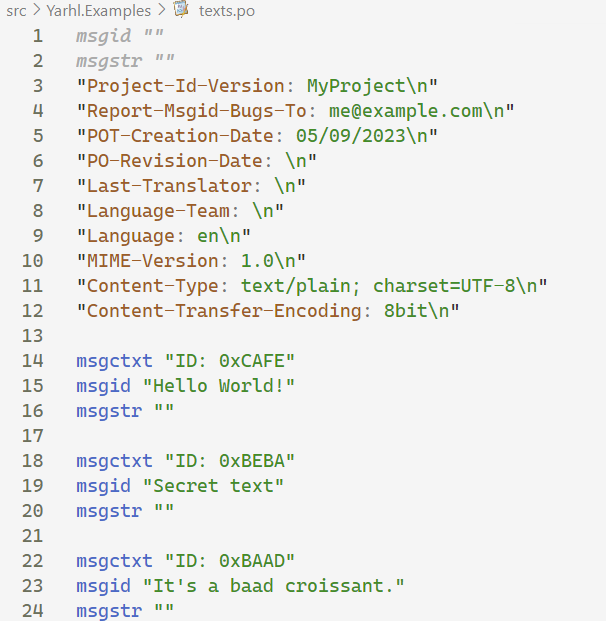 src > Yarhl.Examples > texts.po
1 msgid ""
2 msgstr ""
3 "Project-Id-Version: MyProject\n"
4 "Report-Msgid-Bugs-To: me@example.com\n"
5 "POT-Creation-Date: 05/09/2023\n"
6 "PO-Revision-Date: \n"
7 "Last-Translator: \n"
8 "Language-Team: \n"
9 "Language: en\n"
10 "MIME-Version: 1.0\n"
11 "Content-Type: text/plain; charset=UTF-8\n"
12 "Content-Transfer-Encoding: 8bit\n"
13
14 msgctxt "ID: 0xCAFE"
15 msgid "Hello World!"
16 msgstr ""
17
18 msgctxt "ID: 0xBEBA"
19 msgid "Secret text"
20 msgstr ""
21
22 msgctxt "ID: 0xBAAD"
23 msgid "It's a baad croissant."
24 msgstr ""